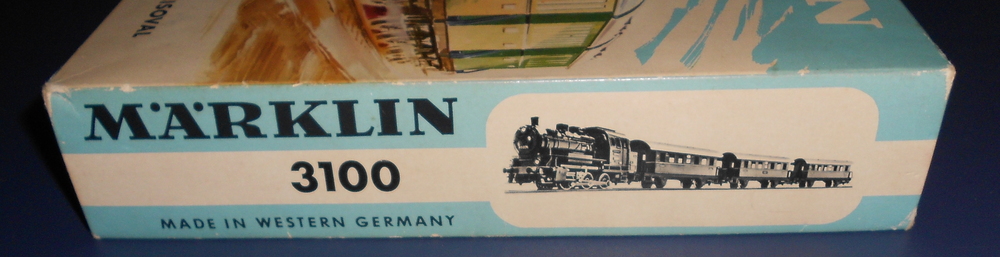 MÄRKLIN
3100
MADE IN WESTERN GERMANY